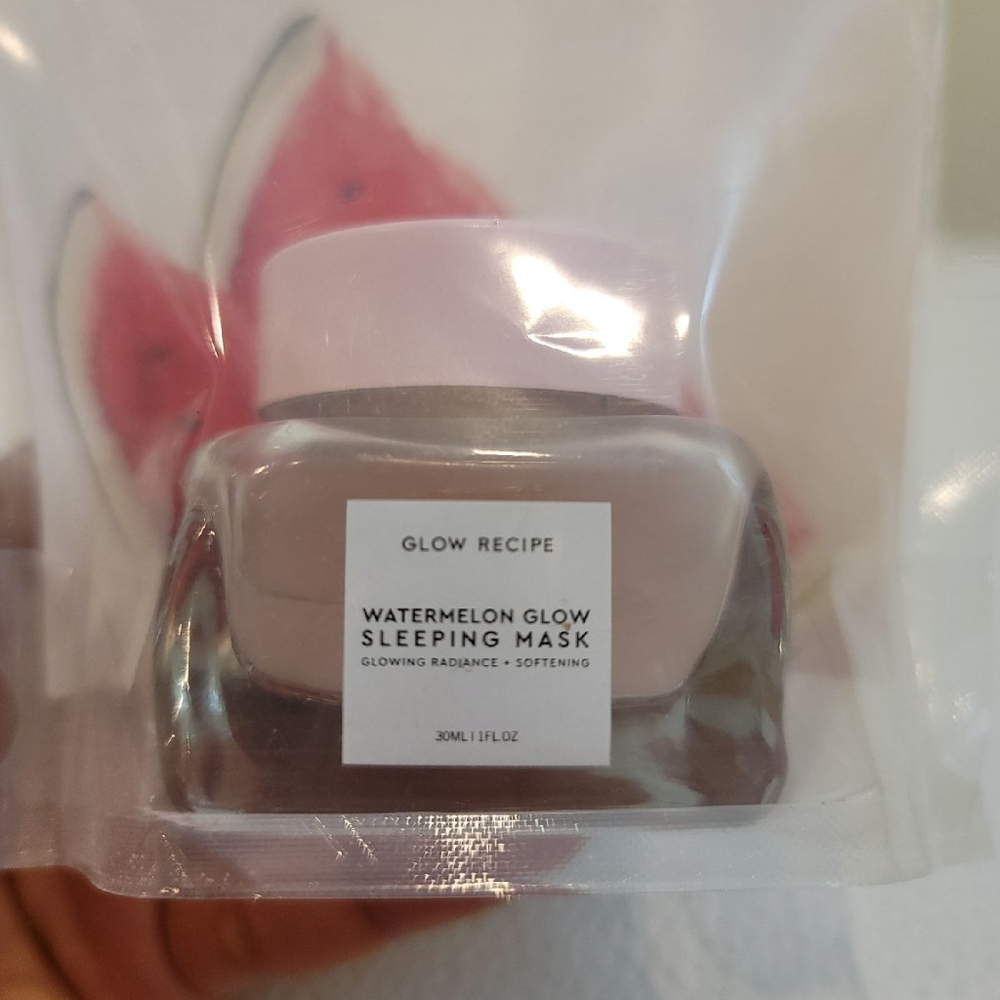 GLOW RECIPE
WATERMELON GLOW
SLEEPING MASK
GLOWING RADIANCE + SOFTENING
30ML | 1FL.OZ